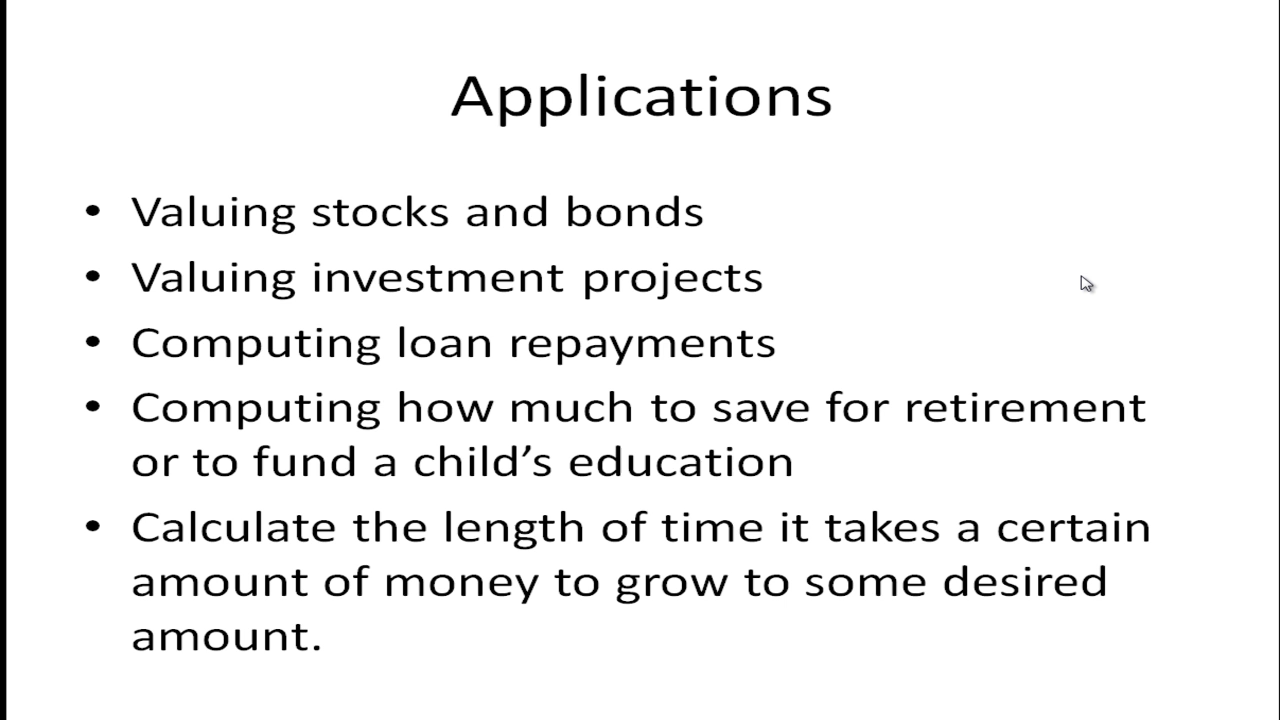 Applications
• Valuing stocks and bonds
• Valuing investment projects
• Computing loan repayments
• Computing how much to save for retirement
or to fund a child’s education
• Calculate the length of time it takes a certain
amount of money to grow to some desired
amount.